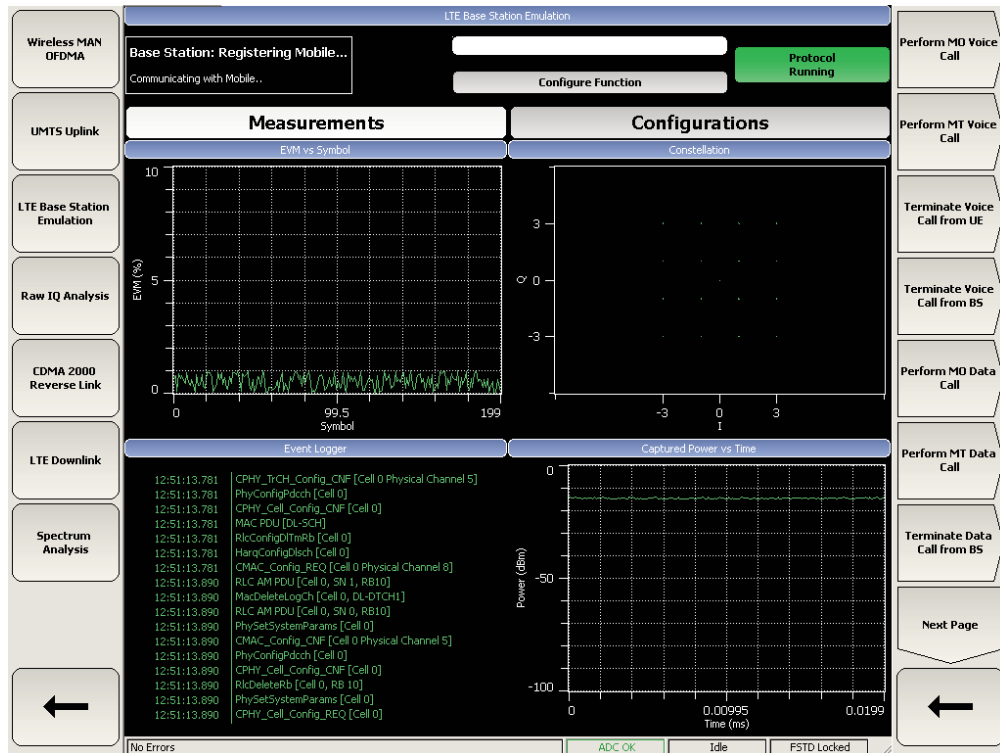 LTE Base Station Emulation
Wireless MAN
OFDMA
UMTS Uplink
LTE Base Station
Emulation
Raw IQ Analysis
CDMA 2000
Reverse Link
LTE Downlink
Spectrum
Analysis
Base Station: Registering Mobile...
Communicating with Mobile..
Configure Function
Protocol
Running
Measurements
Configurations
EVM vs Symbol
10
5
0
EVM (%)
0
99.5
199
Symbol
Constellation
3
0
-3
Q
-3
0
3
I
Event Logger
12:51:13.781 CPHY_TrCH_Config_CNF [Cell 0 Physical Channel 5]
12:51:13.781 PhyConfigPdcch [Cell 0]
12:51:13.781 CPHY_Cell_Config_CNF [Cell 0]
12:51:13.781 MAC PDU [DL-SCH]
12:51:13.781 RlcConfigDlTmRb [Cell 0]
12:51:13.781 HarqConfigDlsch [Cell 0]
12:51:13.781 CMAC_Config_REQ [Cell 0 Physical Channel 8]
12:51:13.890 RLC AM PDU [Cell 0, SN 1, RB10]
12:51:13.890 MacDeleteLogCh [Cell 0, DL-DTCH1]
12:51:13.890 RLC AM PDU [Cell 0, SN 0, RB10]
12:51:13.890 PhySetSystemParams [Cell 0]
12:51:13.890 CMAC_Config_CNF [Cell 0 Physical Channel 5]
12:51:13.890 PhyConfigPdcch [Cell 0]
12:51:13.890 CPHY_Cell_Config_CNF [Cell 0]
12:51:13.890 RlcDeleteRb [Cell 0, RB 10]
12:51:13.890 PhySetSystemParams [Cell 0]
12:51:13.890 CPHY_Cell_Config_REQ [Cell 0]
Captured Power vs Time
0
-50
-100
Power (dBm)
0
0.00995
0.0199
Time (ms)
Perform MO Voice
Call
Perform MT Voice
Call
Terminate Voice
Call from UE
Terminate Voice
Call from BS
Perform MO Data
Call
Perform MT Data
Call
Terminate Data
Call from BS
Next Page
No Errors
ADC OK
Idle
FSTD Locked